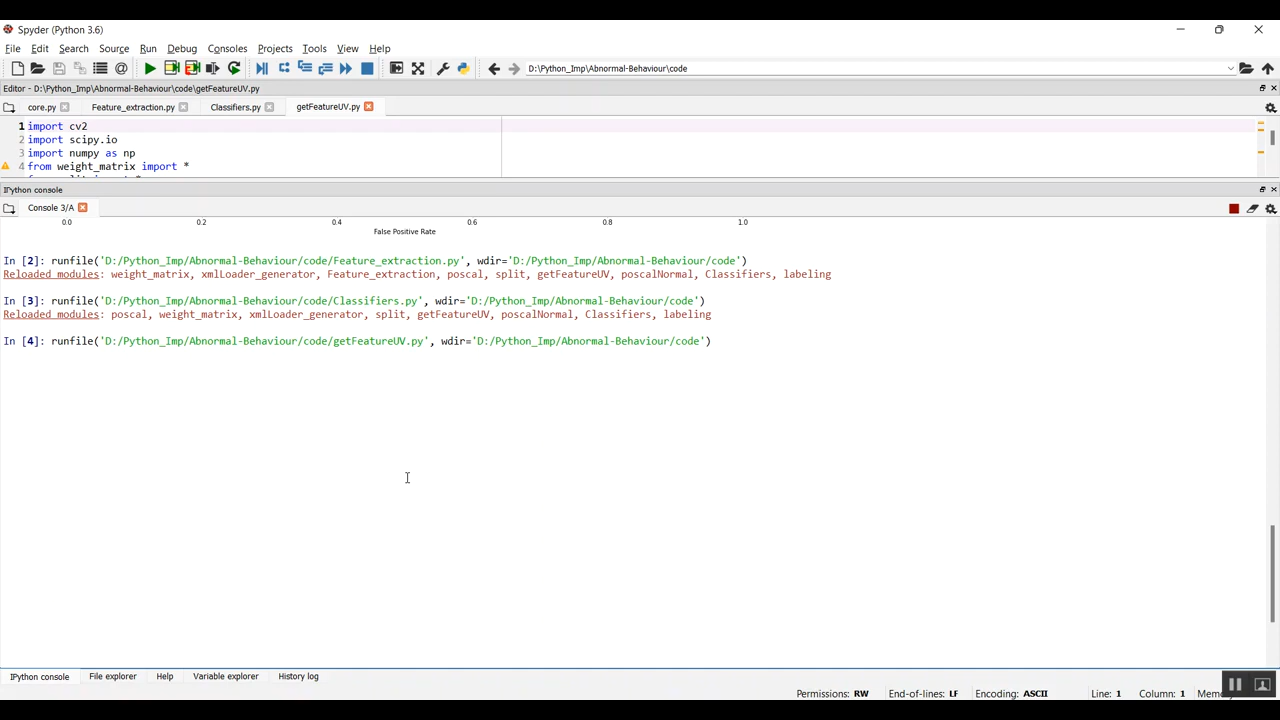 Spyder (Python 3.6)
File Edit Search Source Run Debug Consoles Projects Tools View Help
D:\Python_Imp\Abnormal-Behaviour\code
Editor - D:\Python_Imp\Abnormal-Behaviour\code\getFeatureUV.py
core.py Feature_extraction.py Classifiers.py getFeatureUV.py
1 import cv2
2 import scipy.io
3 import numpy as np
4 from weight_matrix import *
IPython console
Console 3/A
0.0 0.2 0.4 0.6 0.8 1.0
False Positive Rate
In [2]: runfile('D:/Python_Imp/Abnormal-Behaviour/code/Feature_extraction.py', wdir='D:/Python_Imp/Abnormal-Behaviour/code')
Reloaded modules: weight_matrix, xmlLoader_generator, Feature_extraction, poscal, split, getFeatureUV, poscalNormal, Classifiers, labeling
In [3]: runfile('D:/Python_Imp/Abnormal-Behaviour/code/Classifiers.py', wdir='D:/Python_Imp/Abnormal-Behaviour/code')
Reloaded modules: poscal, weight_matrix, xmlLoader_generator, split, getFeatureUV, poscalNormal, Classifiers, labeling
In [4]: runfile('D:/Python_Imp/Abnormal-Behaviour/code/getFeatureUV.py', wdir='D:/Python_Imp/Abnormal-Behaviour/code')
IPython console File explorer Help Variable explorer History log
Permissions: RW End-of-lines: LF Encoding: ASCII Line: 1 Column: 1